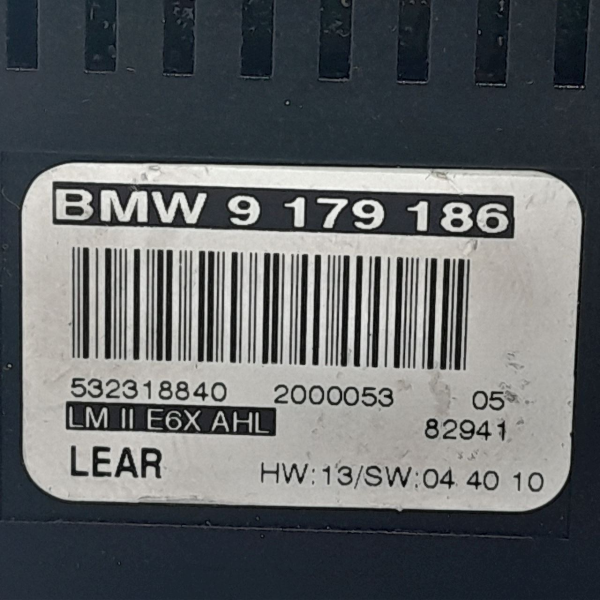 BMW 9 179 186
532318840 2000053 05
LM II E6X AHL 82941
LEAR HW:13/SW:04 40 10